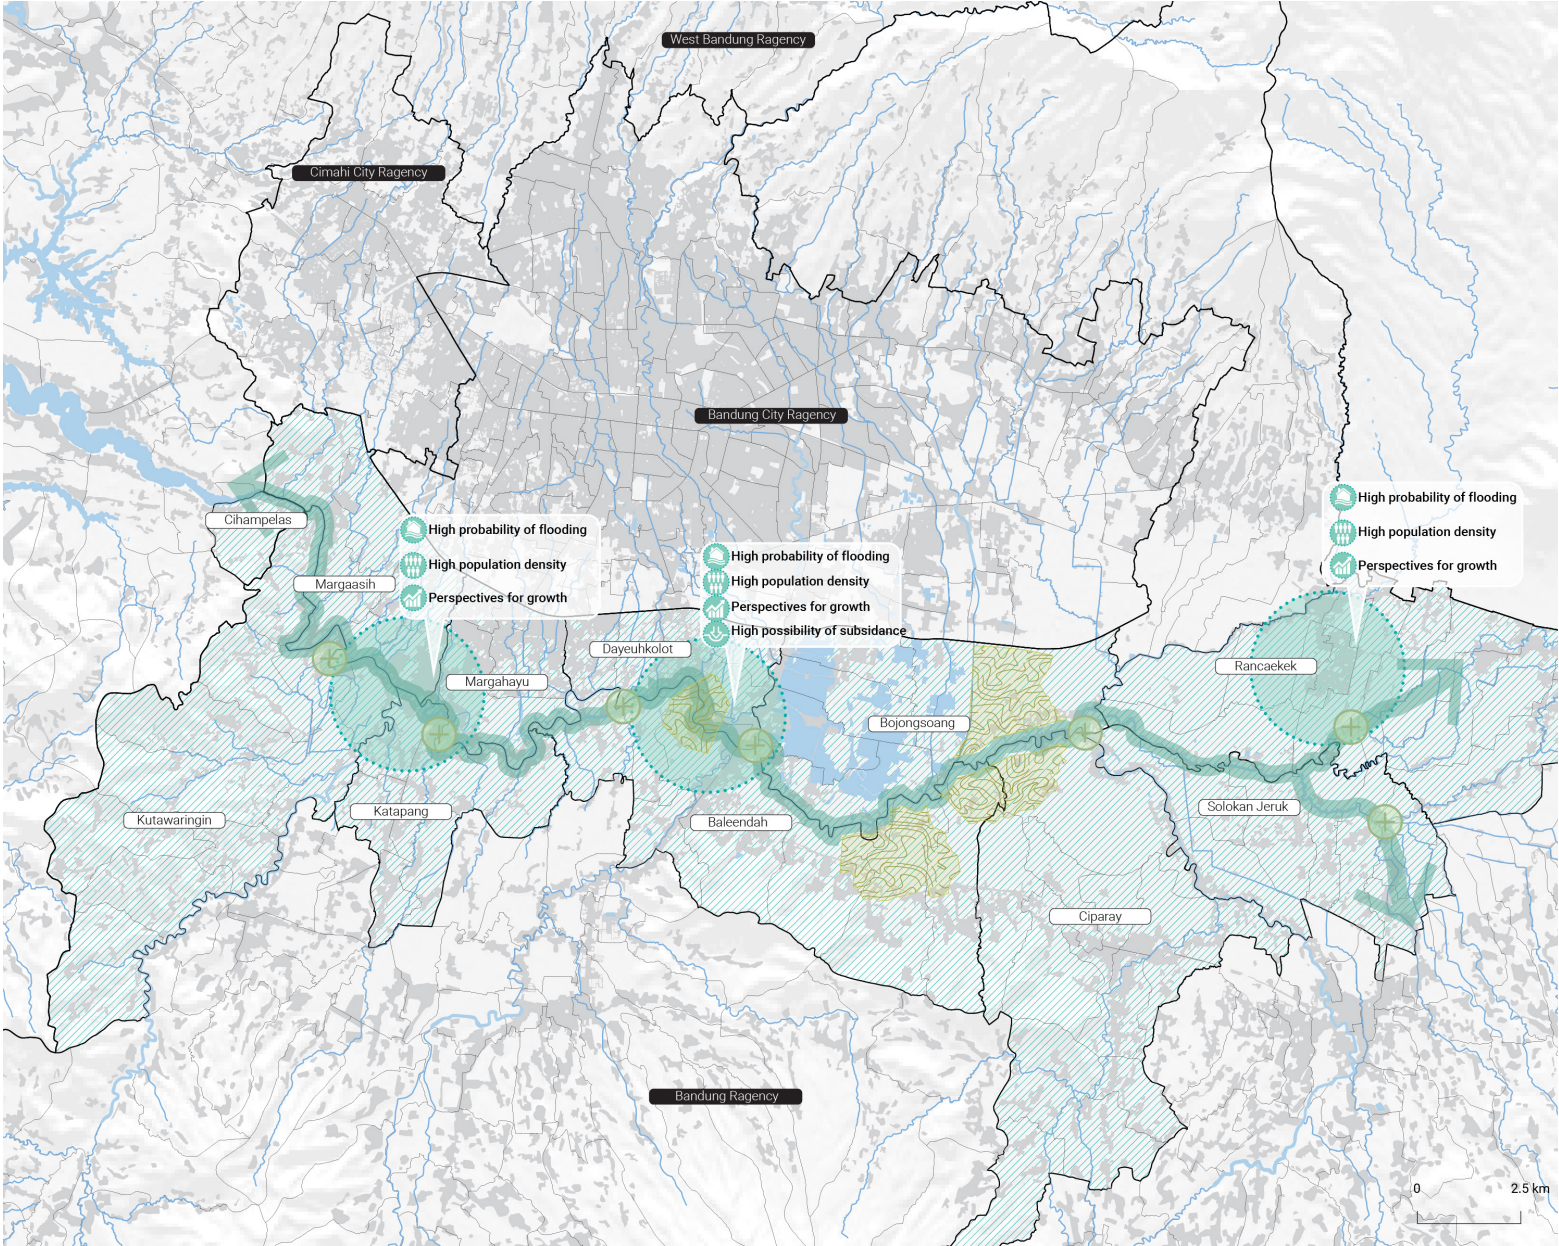 West Bandung Ragency
Cimahi City Ragency
Bandung City Ragency
High probability of flooding
High population density
Perspectives for growth
Cihampelas
High probability of flooding
High population density
Perspectives for growth
High probability of flooding
High population density
Perspectives for growth
High possibility of subsidance
Margaasih
Dayeuhkolot
Rancaekek
Margahayu
Bojongsoang
Kutawaringin
Katapang
Baleendah
Solokan Jeruk
Ciparay
Bandung Ragency
0 2.5 km